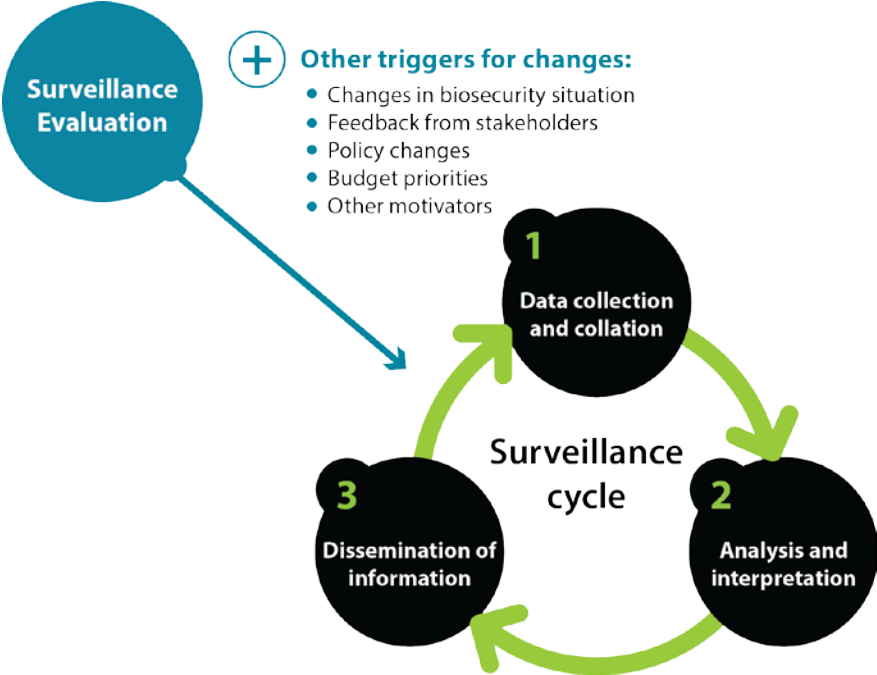 Surveillance
Evaluation
+
Other triggers for changes:
• Changes in biosecurity situation
• Feedback from stakeholders
• Policy changes
• Budget priorities
• Other motivators
1
Data collection
and collation
Surveillance
cycle
2
Analysis and
interpretation
3
Dissemination of
information